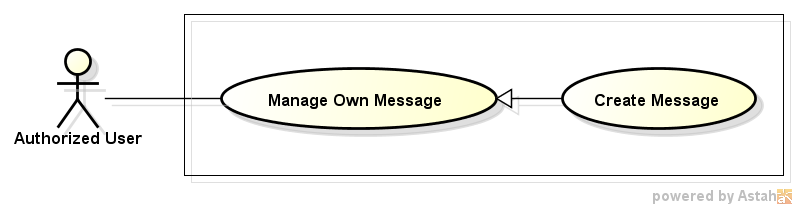 Manage Own Message
Create Message
Authorized User
powered by Astah